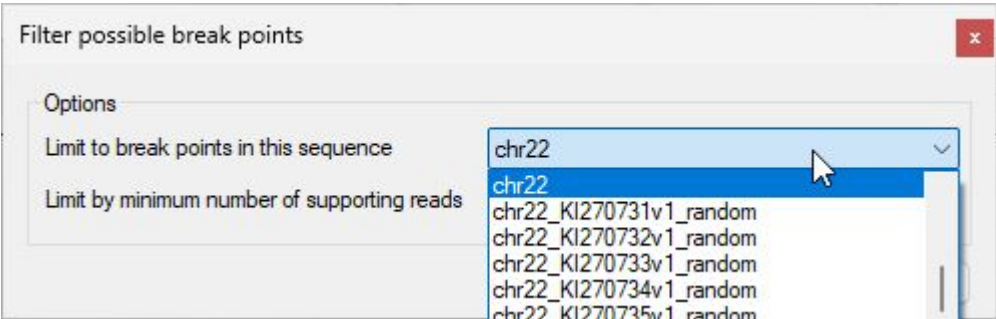 Filter possible break points
x
Options
Limit to break points in this sequence
chr22
Limit by minimum number of supporting reads
chr22
chr22_KI270731v1_random
chr22_KI270732v1_random
chr22_KI270733v1_random
chr22_KI270734v1_random
chr22_KI270735v1_random